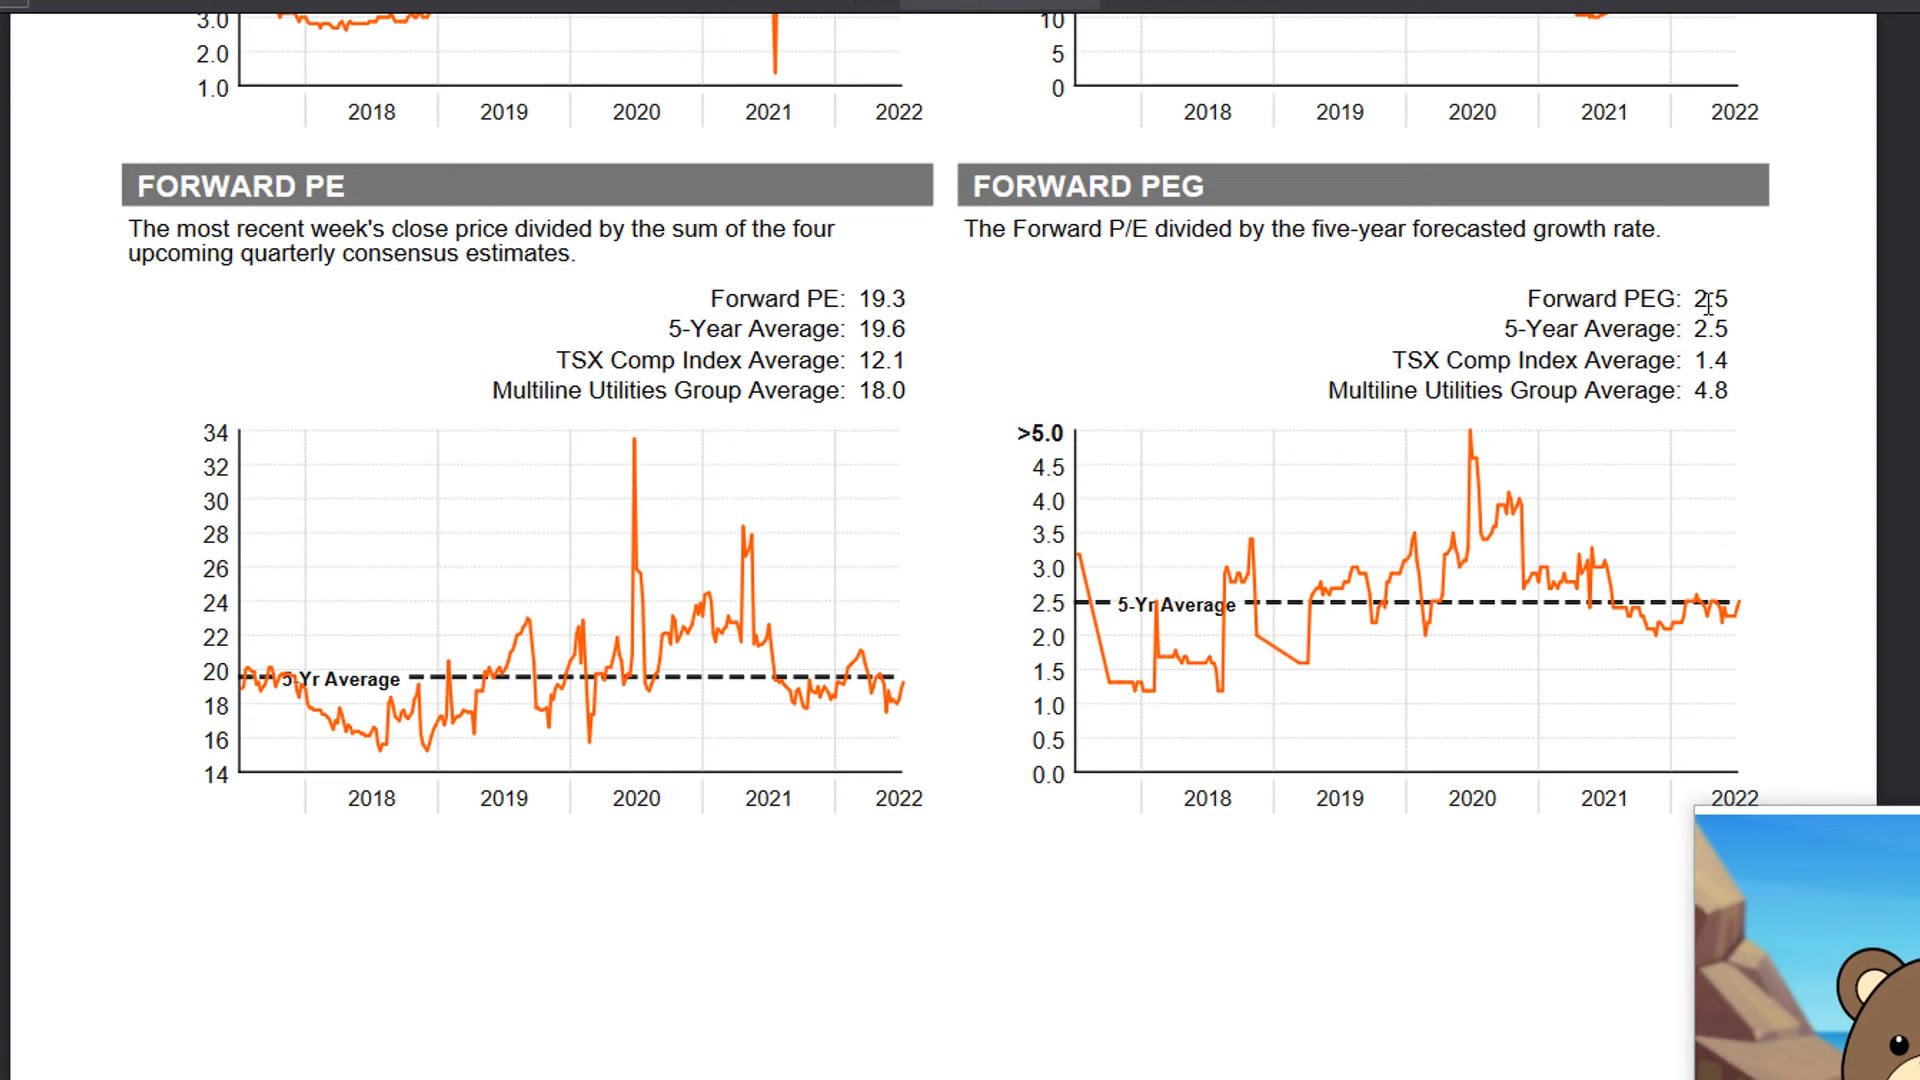 3.0
2.0
1.0
2018 2019 2020 2021 2022
10
5
0
2018 2019 2020 2021 2022
FORWARD PE
The most recent week's close price divided by the sum of the four
upcoming quarterly consensus estimates.
Forward PE: 19.3
5-Year Average: 19.6
TSX Comp Index Average: 12.1
Multiline Utilities Group Average: 18.0
34
32
30
28
26
24
22
20
18
16
14
5-Yr Average
2018 2019 2020 2021 2022
FORWARD PEG
The Forward P/E divided by the five-year forecasted growth rate.
Forward PEG: 2.5
5-Year Average: 2.5
TSX Comp Index Average: 1.4
Multiline Utilities Group Average: 4.8
>5.0
4.5
4.0
3.5
3.0
2.5
2.0
1.5
1.0
0.5
0.0
5-Yr Average
2018 2019 2020 2021 2022